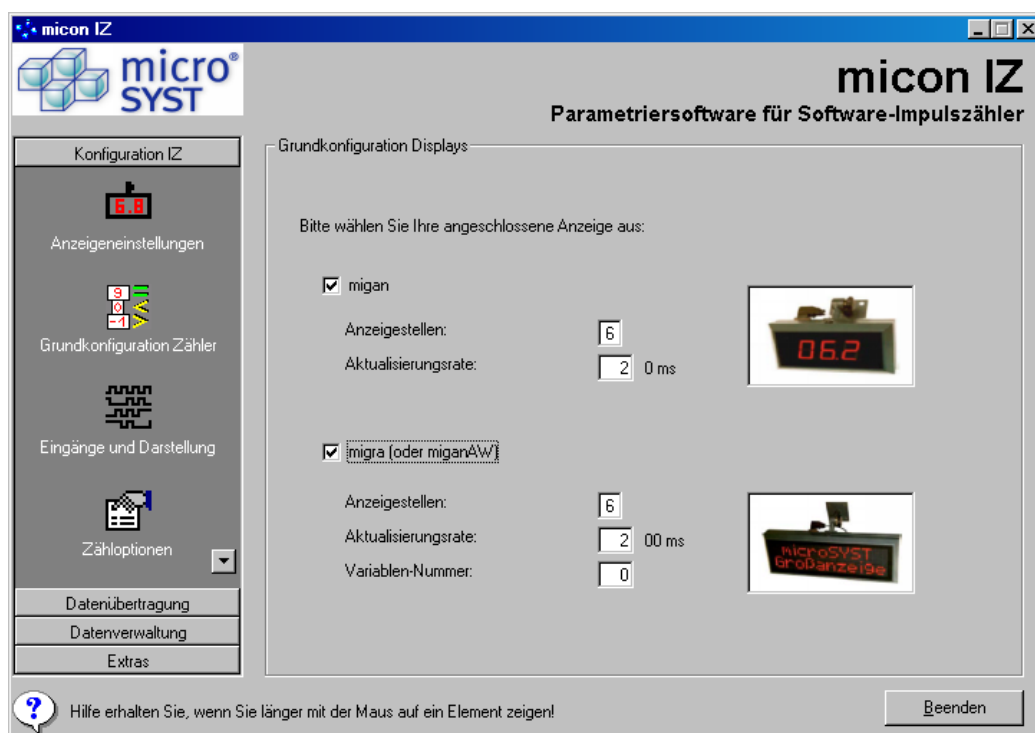 micon IZ
micro®
SYST
micon IZ
Parametriersoftware für Software-Impulszähler
Konfiguration IZ
6.8
Anzeigeneinstellungen
9
0
-1
Grundkonfiguration Zähler
Eingänge und Darstellung
Zähloptionen
Datenübertragung
Datenverwaltung
Extras
Grundkonfiguration Displays
Bitte wählen Sie Ihre angeschlossene Anzeige aus:
migan
Anzeigestellen: 6
Aktualisierungsrate: 2 0 ms
06.2
migra (oder miganAW)
Anzeigestellen: 6
Aktualisierungsrate: 2 00 ms
Variablen-Nummer: 0
microSYST
Großanzeige
Hilfe erhalten Sie, wenn Sie länger mit der Maus auf ein Element zeigen!
Beenden